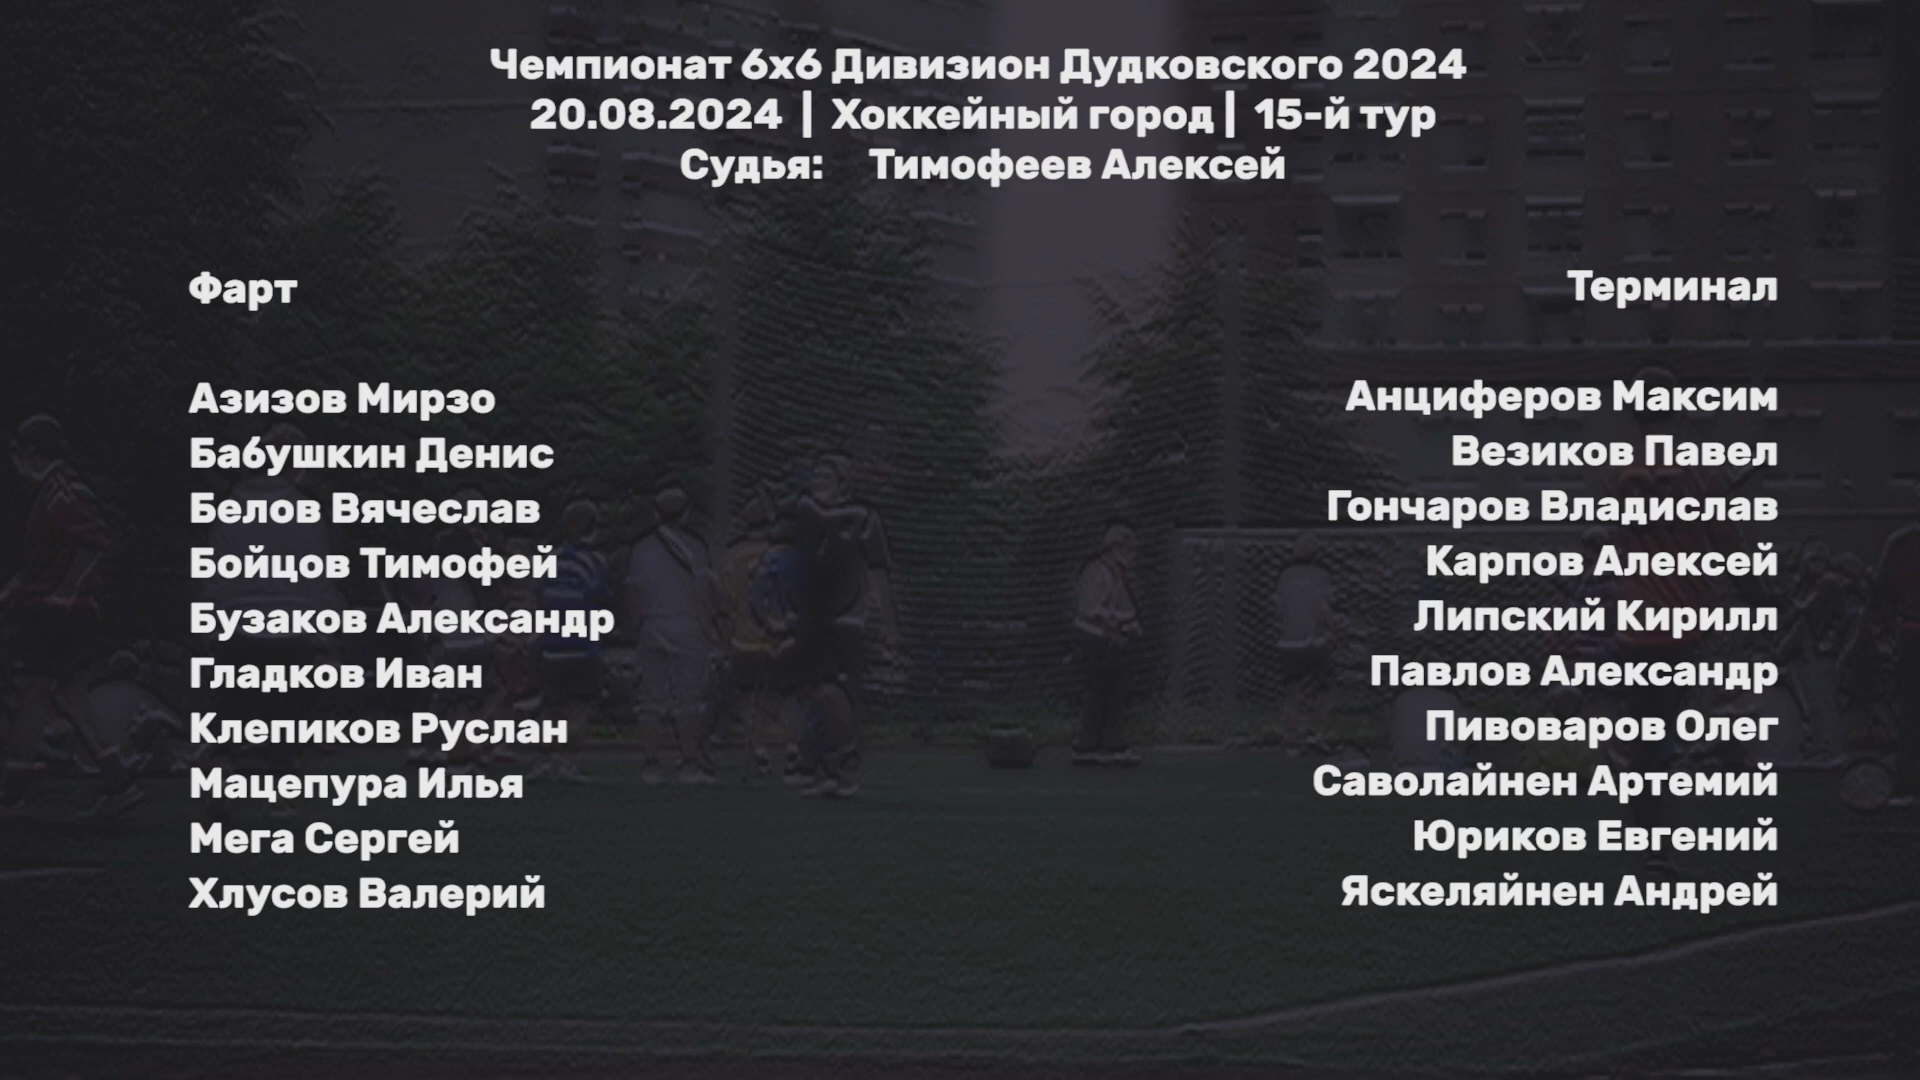 Чемпионат 6х6 Дивизион Дудковского 2024
20.08.2024 | Хоккейный город | 15-й тур
Судья: Тимофеев Алексей
Фарт
Азизов Мирзо
Бабушкин Денис
Белов Вячеслав
Бойцов Тимофей
Бузаков Александр
Гладков Иван
Клепиков Руслан
Мацепура Илья
Мега Сергей
Хлусов Валерий
Терминал
Анциферов Максим
Везиков Павел
Гончаров Владислав
Карпов Алексей
Липский Кирилл
Павлов Александр
Пивоваров Олег
Саволайнен Артемий
Юриков Евгений
Яскеляйнен Андрей